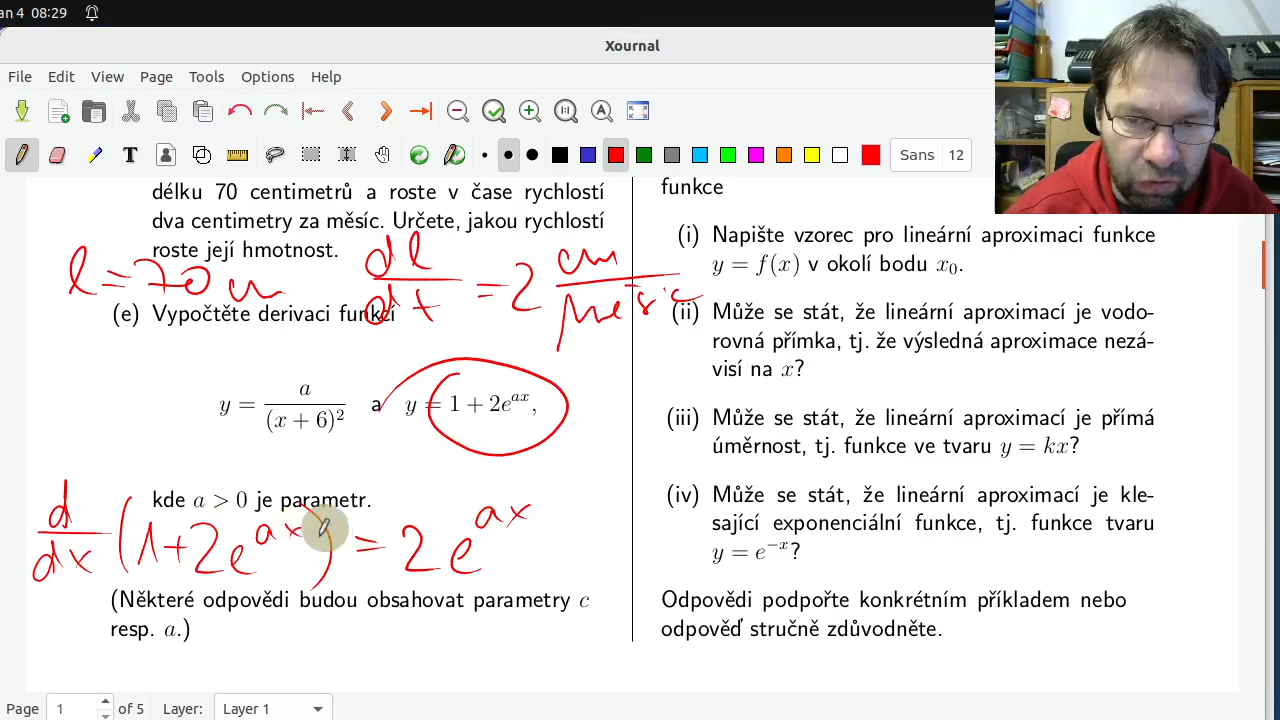 an 4 08:29
Xournal
File Edit View Page Tools Options Help
Sans 12
délku 70 centimetrů a roste v čase rychlostí
dva centimetry za měsíc. Určete, jakou rychlostí
roste její hmotnost.
l = 70 cm dl/dt = 2 cm/měsíc
(e) Vypočtěte derivaci funkcí
y = a/(x + 6)² a y = 1 + 2e^{ax},
kde a > 0 je parametr.
d/dx (1+2e^{ax}) = 2e^{ax}
(Některé odpovědi budou obsahovat parametry c
resp. a.)
funkce
(i) Napište vzorec pro lineární aproximaci funkce
y = f(x) v okolí bodu x₀.
(ii) Může se stát, že lineární aproximací je vodo-
rovná přímka, tj. že výsledná aproximace nezá-
visí na x?
(iii) Může se stát, že lineární aproximací je přímá
úměrnost, tj. funkce ve tvaru y = kx?
(iv) Může se stát, že lineární aproximací je kle-
sající exponenciální funkce, tj. funkce tvaru
y = e^{−x}?
Odpovědi podpořte konkrétním příkladem nebo
odpověď stručně zdůvodněte.
Page 1 of 5 Layer: Layer 1